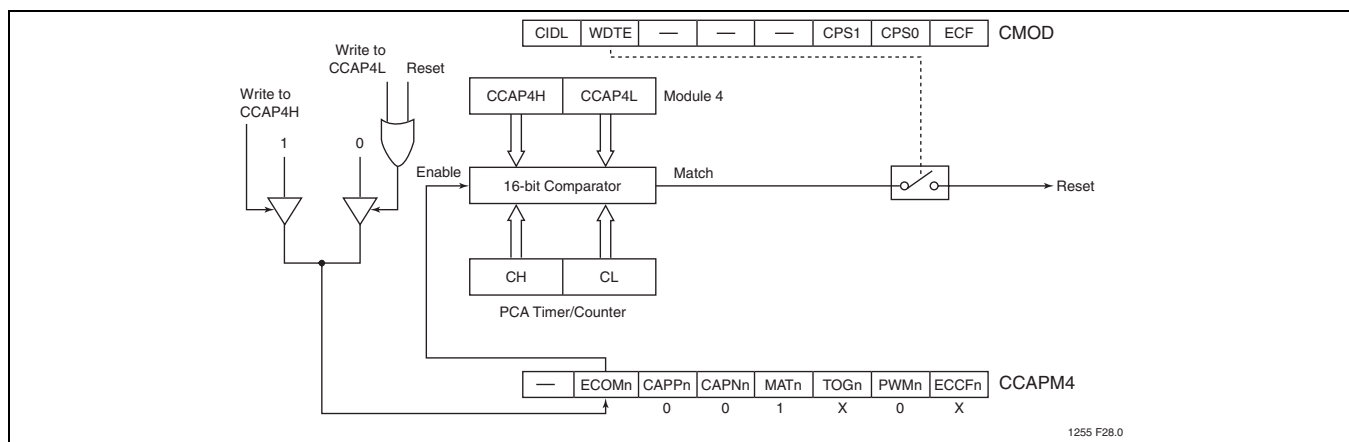 CIDL WDTE — — — CPS1 CPS0 ECF CMOD
Write to
CCAP4L Reset
Write to
CCAP4H
CCAP4H CCAP4L Module 4
1 0
Enable 16-bit Comparator Match Reset
CH CL
PCA Timer/Counter
— ECOMn CAPPn CAPNn MATn TOGn PWMn ECCFn CCAPM4
0 0 1 X 0 X
1255 F28.0